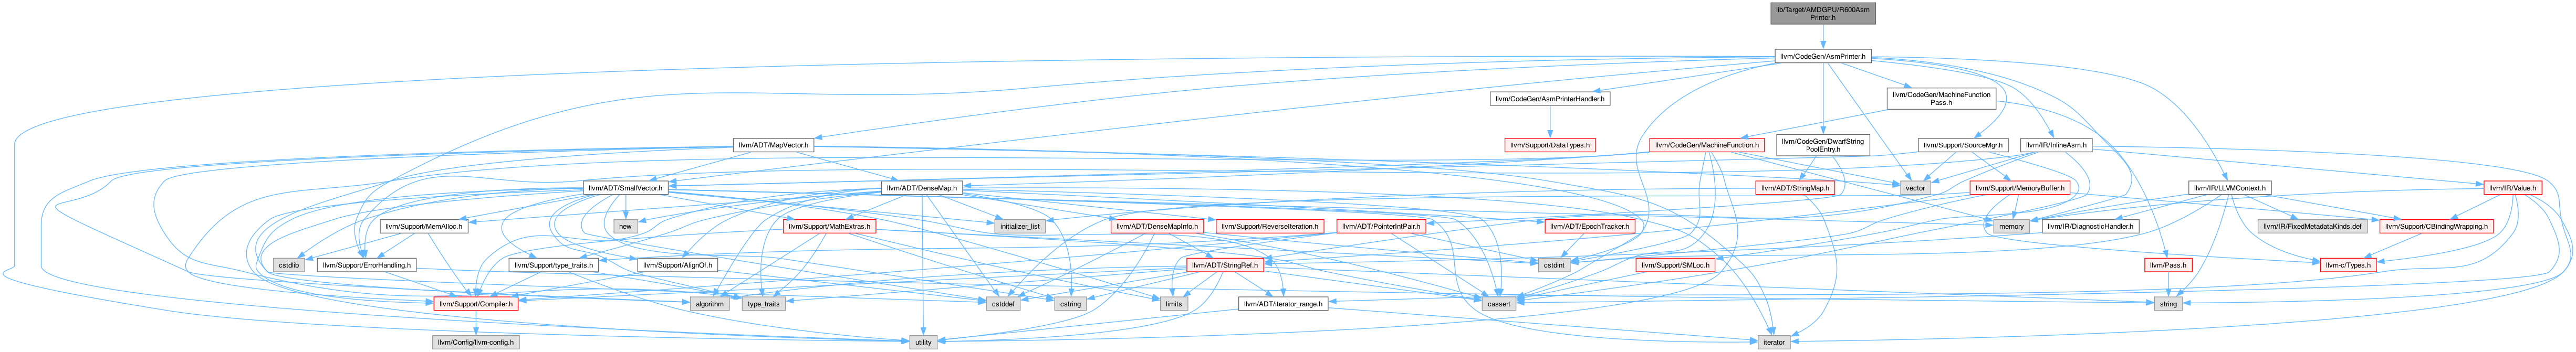 lib/Target/AMDGPU/R600Asm
Printer.h
llvm/CodeGen/AsmPrinter.h
llvm/CodeGen/AsmPrinterHandler.h
llvm/CodeGen/MachineFunction
Pass.h
llvm/ADT/MapVector.h
llvm/Support/DataTypes.h
llvm/CodeGen/MachineFunction.h
llvm/CodeGen/DwarfString
PoolEntry.h
llvm/Support/SourceMgr.h
llvm/IR/InlineAsm.h
llvm/ADT/SmallVector.h
llvm/ADT/DenseMap.h
llvm/ADT/StringMap.h
vector
llvm/Support/MemoryBuffer.h
llvm/IR/LLVMContext.h
llvm/IR/Value.h
llvm/Support/MemAlloc.h
new
llvm/Support/MathExtras.h
initializer_list
llvm/ADT/DenseMapInfo.h
llvm/Support/ReverseIteration.h
llvm/ADT/PointerIntPair.h
llvm/ADT/EpochTracker.h
memory
llvm/IR/DiagnosticHandler.h
llvm/IR/FixedMetadataKinds.def
llvm/Support/CBindingWrapping.h
cstdlib
llvm/Support/ErrorHandling.h
llvm/Support/type_traits.h
llvm/Support/AlignOf.h
llvm/ADT/StringRef.h
cstdint
llvm/Support/SMLoc.h
llvm/Pass.h
llvm-c/Types.h
llvm/Support/Compiler.h
algorithm
type_traits
cstddef
cstring
limits
llvm/ADT/iterator_range.h
cassert
string
llvm/Config/llvm-config.h
utility
iterator